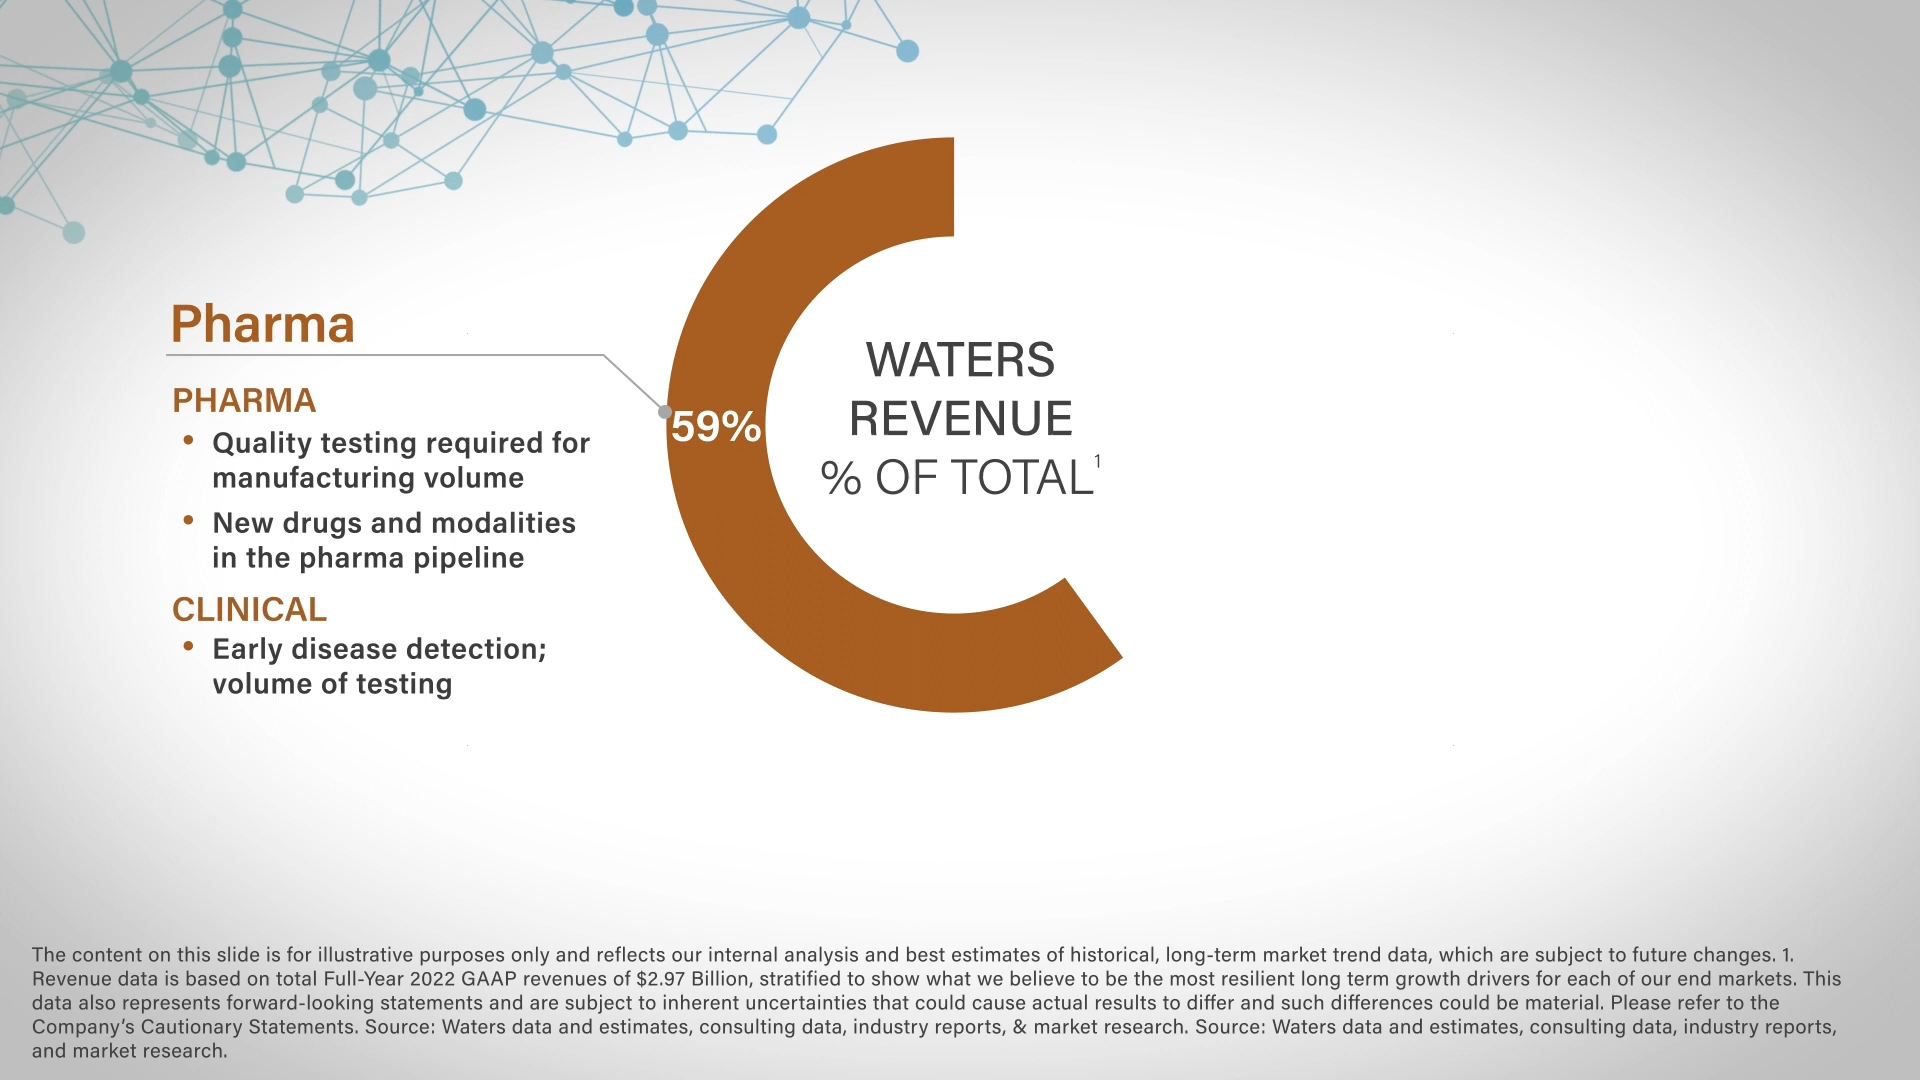 Pharma
PHARMA
• Quality testing required for
manufacturing volume
• New drugs and modalities
in the pharma pipeline
CLINICAL
• Early disease detection;
volume of testing
59%
WATERS
REVENUE
% OF TOTAL¹
The content on this slide is for illustrative purposes only and reflects our internal analysis and best estimates of historical, long-term market trend data, which are subject to future changes. 1.
Revenue data is based on total Full-Year 2022 GAAP revenues of $2.97 Billion, stratified to show what we believe to be the most resilient long term growth drivers for each of our end markets. This
data also represents forward-looking statements and are subject to inherent uncertainties that could cause actual results to differ and such differences could be material. Please refer to the
Company's Cautionary Statements. Source: Waters data and estimates, consulting data, industry reports, & market research. Source: Waters data and estimates, consulting data, industry reports,
and market research.